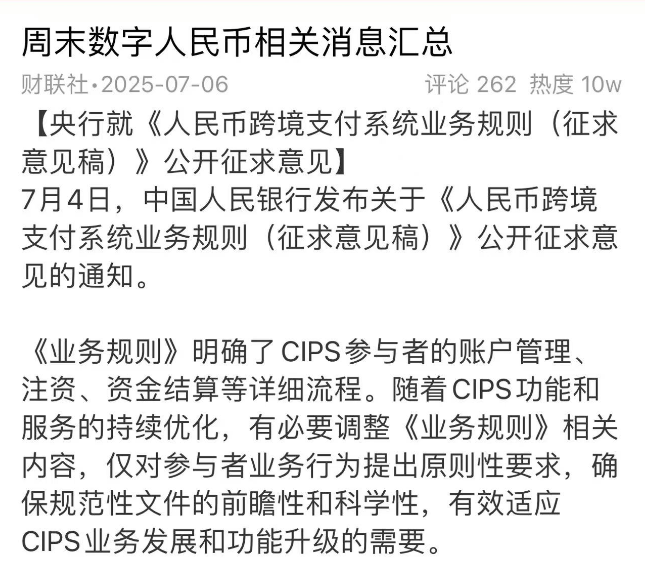 周末数字人民币相关消息汇总
财联社·2025-07-06 评论 262 热度 10w
【央行就《人民币跨境支付系统业务规则（征求
意见稿）》公开征求意见】
7月4日，中国人民银行发布关于《人民币跨境
支付系统业务规则（征求意见稿）》公开征求意
见的通知。
《业务规则》明确了CIPS参与者的账户管理、
注资、资金结算等详细流程。随着CIPS功能和
服务的持续优化，有必要调整《业务规则》相关
内容，仅对参与者业务行为提出原则性要求，确
保规范性文件的前瞻性和科学性，有效适应
CIPS业务发展和功能升级的需要。